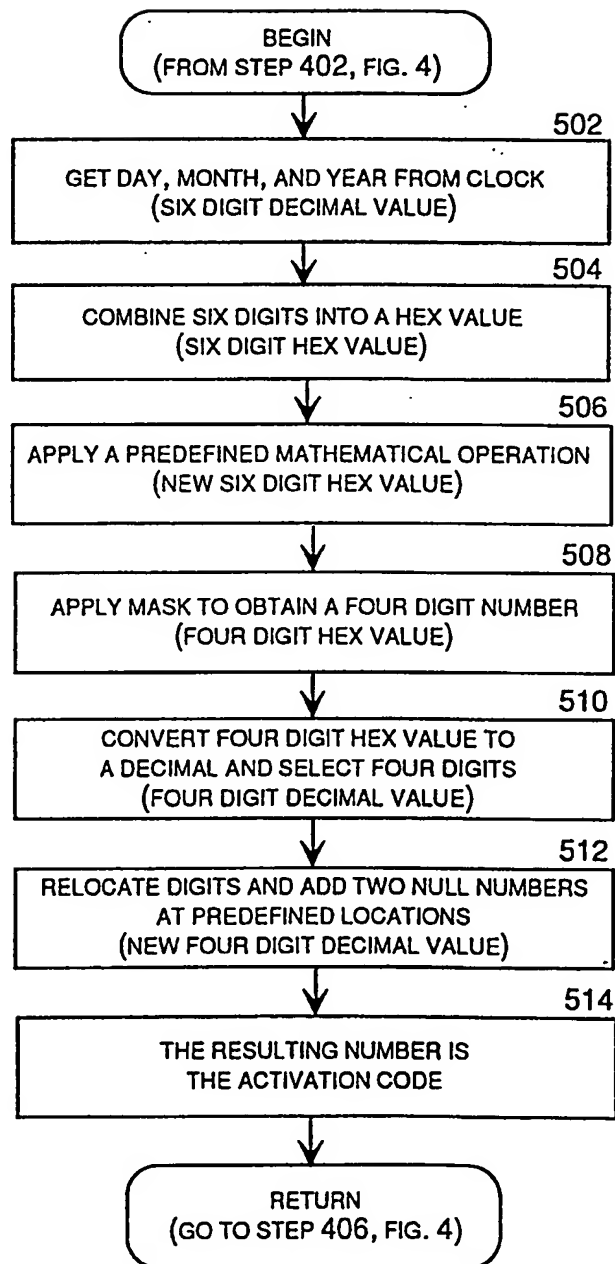 BEGIN
(FROM STEP 402, FIG. 4)
502
GET DAY, MONTH, AND YEAR FROM CLOCK
(SIX DIGIT DECIMAL VALUE)
504
COMBINE SIX DIGITS INTO A HEX VALUE
(SIX DIGIT HEX VALUE)
506
APPLY A PREDEFINED MATHEMATICAL OPERATION
(NEW SIX DIGIT HEX VALUE)
508
APPLY MASK TO OBTAIN A FOUR DIGIT NUMBER
(FOUR DIGIT HEX VALUE)
510
CONVERT FOUR DIGIT HEX VALUE TO
A DECIMAL AND SELECT FOUR DIGITS
(FOUR DIGIT DECIMAL VALUE)
512
RELOCATE DIGITS AND ADD TWO NULL NUMBERS
AT PREDEFINED LOCATIONS
(NEW FOUR DIGIT DECIMAL VALUE)
514
THE RESULTING NUMBER IS
THE ACTIVATION CODE
RETURN
(GO TO STEP 406, FIG. 4)